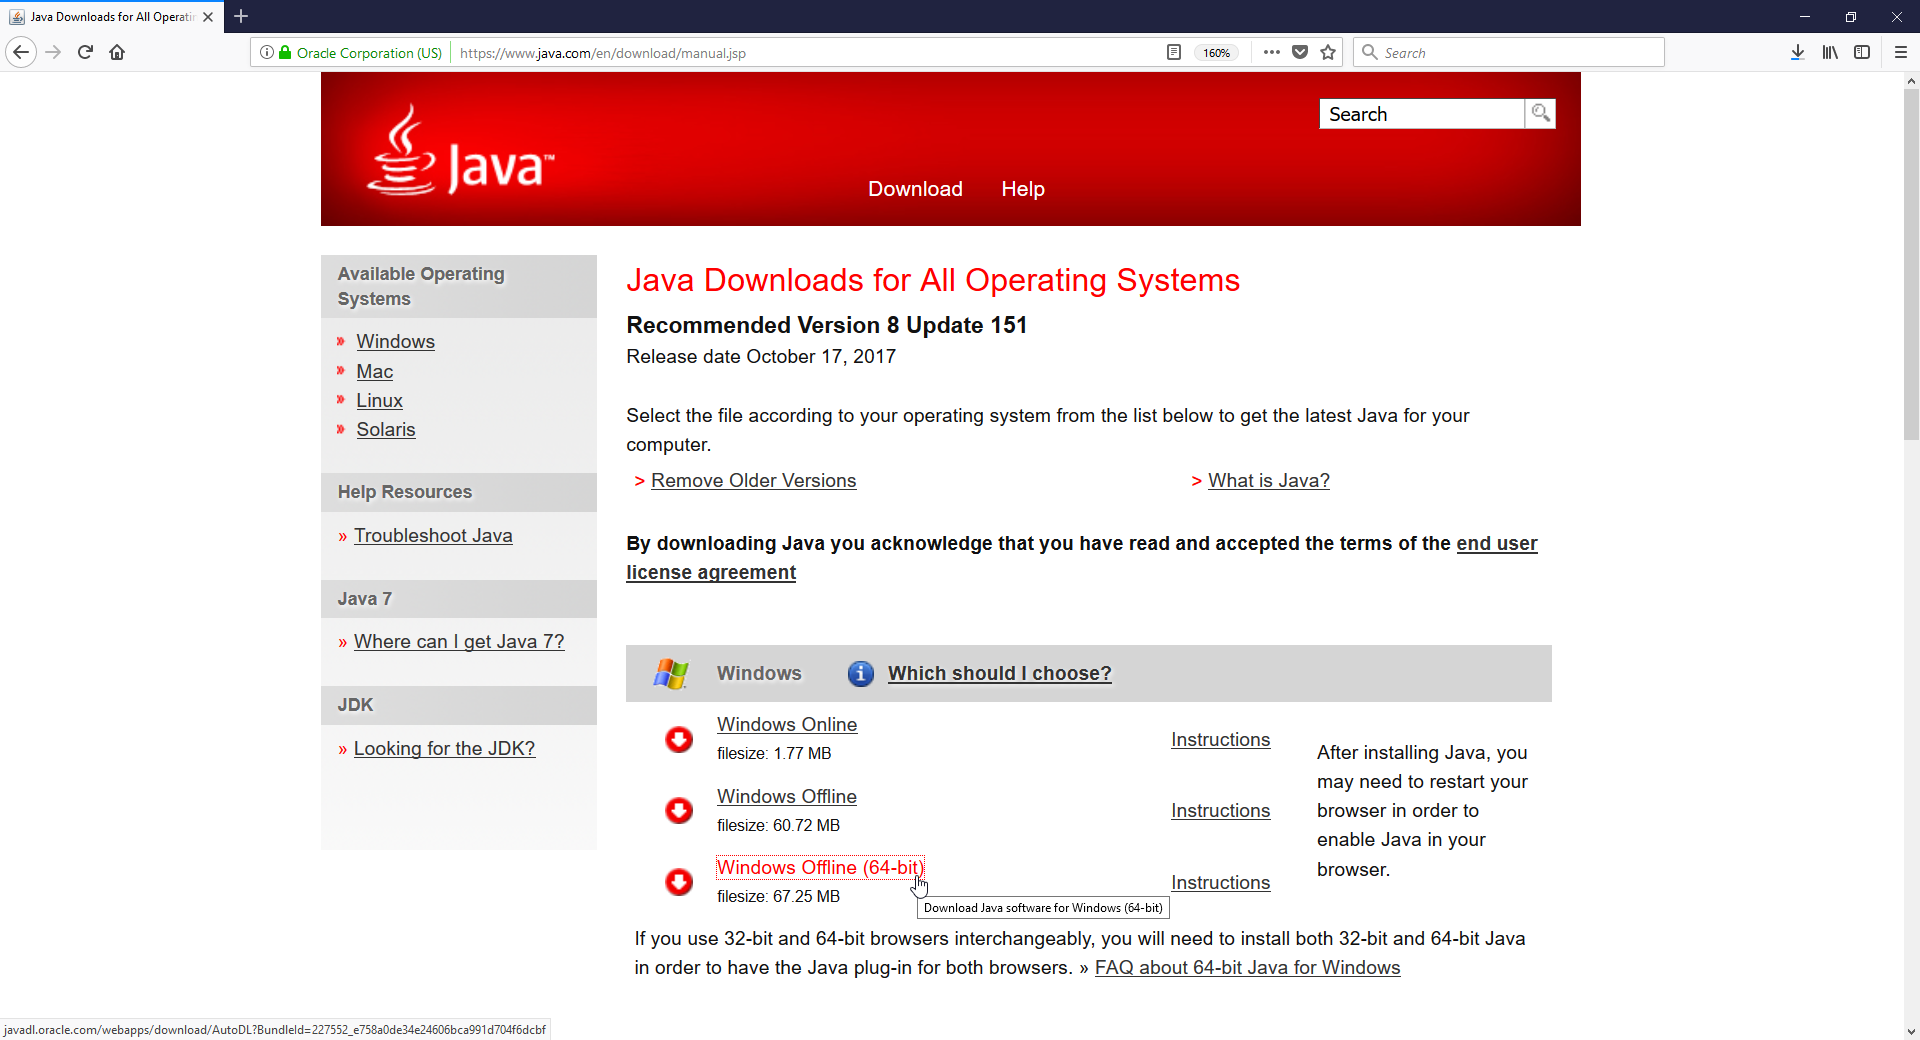 Java Downloads for All Operatin
Oracle Corporation (US)
https://www.java.com/en/download/manual.jsp
160%
Search
Java™
Search
Download
Help
Available Operating
Systems
Windows
Mac
Linux
Solaris
Help Resources
» Troubleshoot Java
Java 7
» Where can I get Java 7?
JDK
» Looking for the JDK?
Java Downloads for All Operating Systems
Recommended Version 8 Update 151
Release date October 17, 2017
Select the file according to your operating system from the list below to get the latest Java for your
computer.
> Remove Older Versions
> What is Java?
By downloading Java you acknowledge that you have read and accepted the terms of the end user
license agreement
Windows
Which should I choose?
Windows Online
filesize: 1.77 MB
Instructions
Windows Offline
filesize: 60.72 MB
Instructions
Windows Offline (64-bit)
filesize: 67.25 MB
Instructions
After installing Java, you
may need to restart your
browser in order to
enable Java in your
browser.
Download Java software for Windows (64-bit)
If you use 32-bit and 64-bit browsers interchangeably, you will need to install both 32-bit and 64-bit Java
in order to have the Java plug-in for both browsers. » FAQ about 64-bit Java for Windows
javadl.oracle.com/webapps/download/AutoDL?BundleId=227552_e758a0de34e24606bca991d704f6dcbf